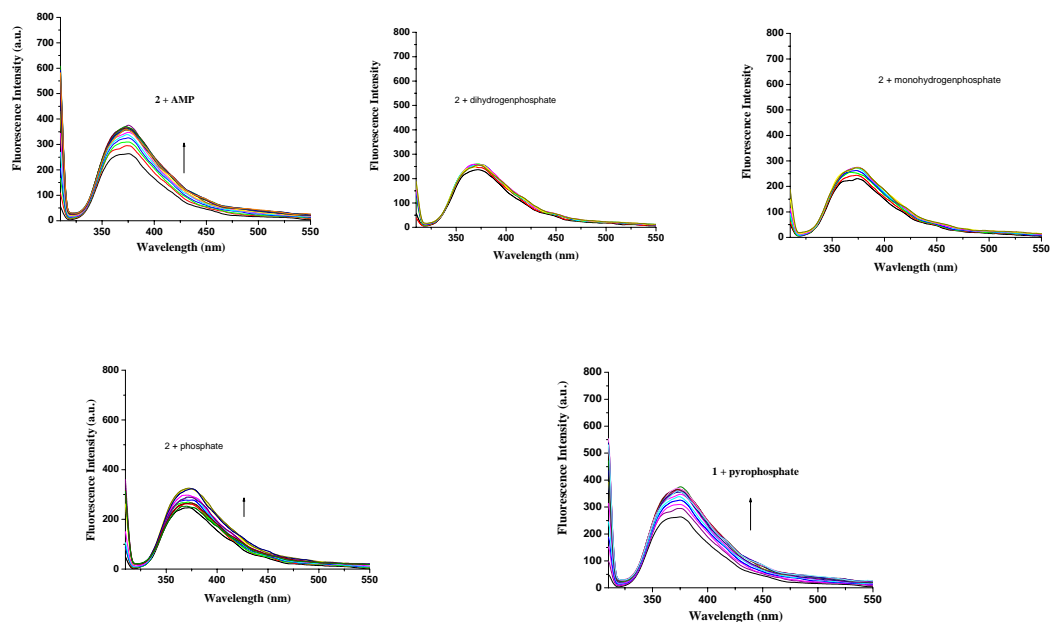 800
700
600
500
400
300
200
100
0
350 400 450 500 550
Wavelength (nm)
Fluorescence Intensity (a.u.)
2 + AMP
800
700
600
500
400
300
200
100
0
350 400 450 500 550
Wavelength (nm)
Fluorescence Intensity
2 + dihydrogenphosphate
800
700
600
500
400
300
200
100
0
350 400 450 500 550
Wavlength (nm)
Fluorescence Intensity (a.u.)
2 + monohydrogenphosphate
800
600
400
200
0
350 400 450 500 550
Wavelength (nm)
Fluorescence Intensity (a.u.)
2 + phosphate
800
700
600
500
400
300
200
100
0
350 400 450 500 550
Wavelength (nm)
Fluorescence Intensity (a.u.)
1 + pyrophosphate